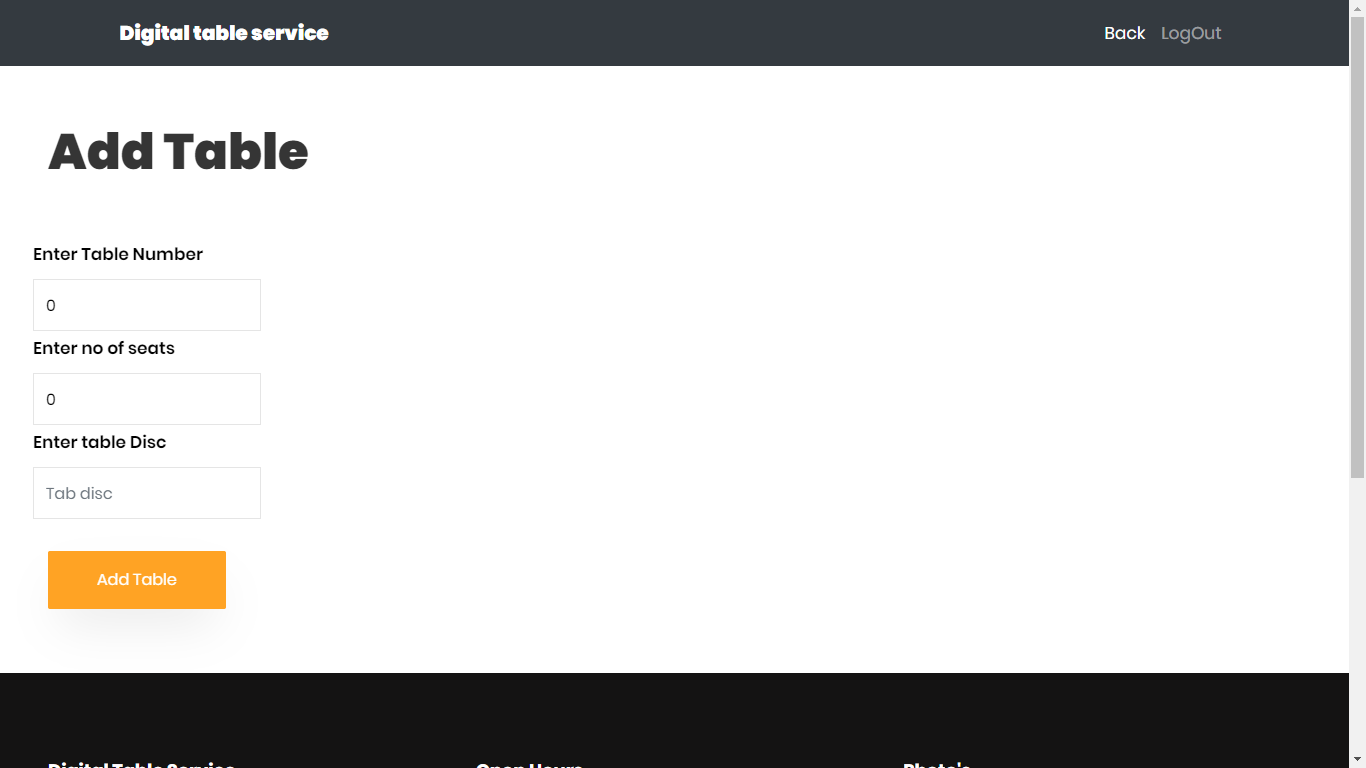 Digital table service
Back LogOut
Add Table
Enter Table Number
0
Enter no of seats
0
Enter table Disc
Tab disc
Add Table
Digital Table Service
Open Hours
Photo's